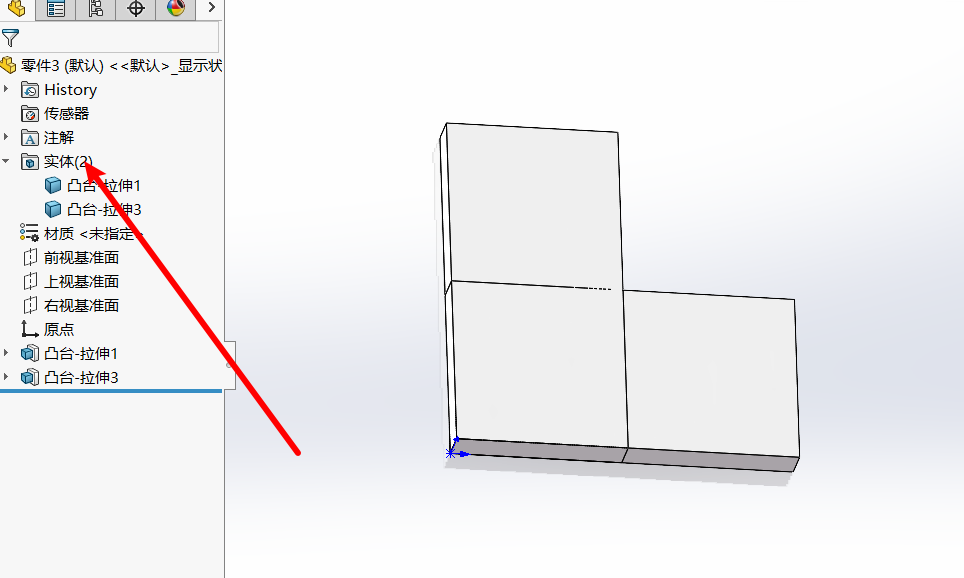 零件3 (默认) <<默认>_显示状
History
传感器
注解
实体(2)
凸台-拉伸1
凸台-拉伸3
材质 <未指定>
前视基准面
上视基准面
右视基准面
原点
凸台-拉伸1
凸台-拉伸3